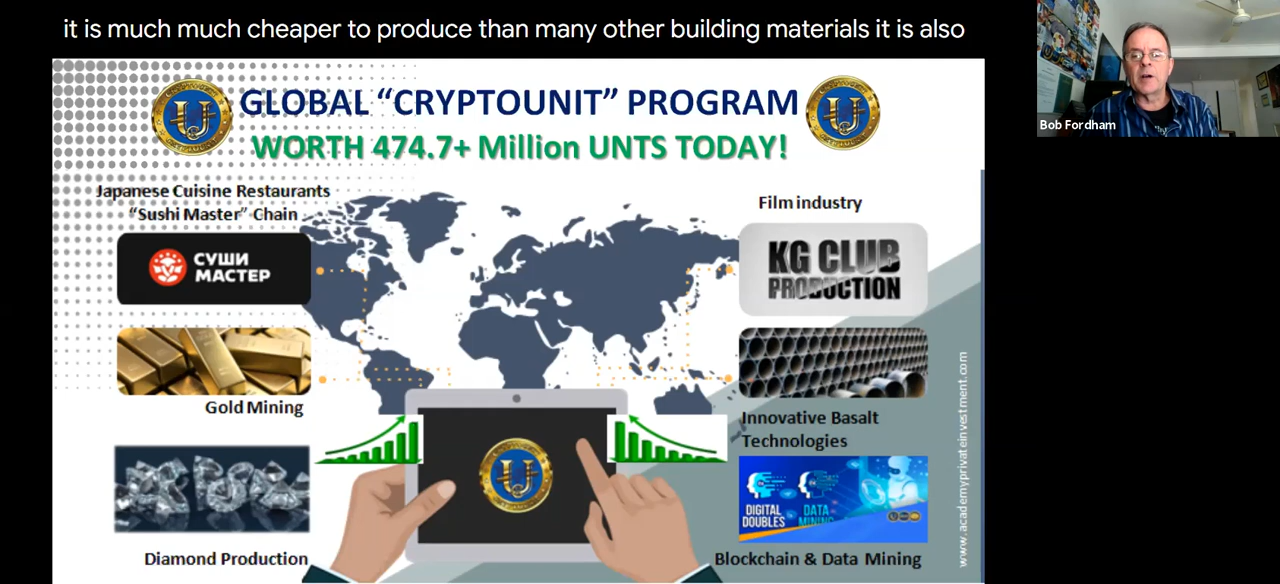 it is much much cheaper to produce than many other building materials it is also
Bob Fordham
GLOBAL “CRYPTOUNIT” PROGRAM
WORTH 474.7+ Million UNTS TODAY!
Japanese Cuisine Restaurants
“Sushi Master” Chain
СУШИ
МАСТЕР
Gold Mining
Diamond Production
Film industry
KG CLUB
PRODUCTION
Innovative Basalt
Technologies
DIGITAL
DOUBLES
DATA
MINING
Blockchain & Data Mining
www.academyprivateinvestment.com